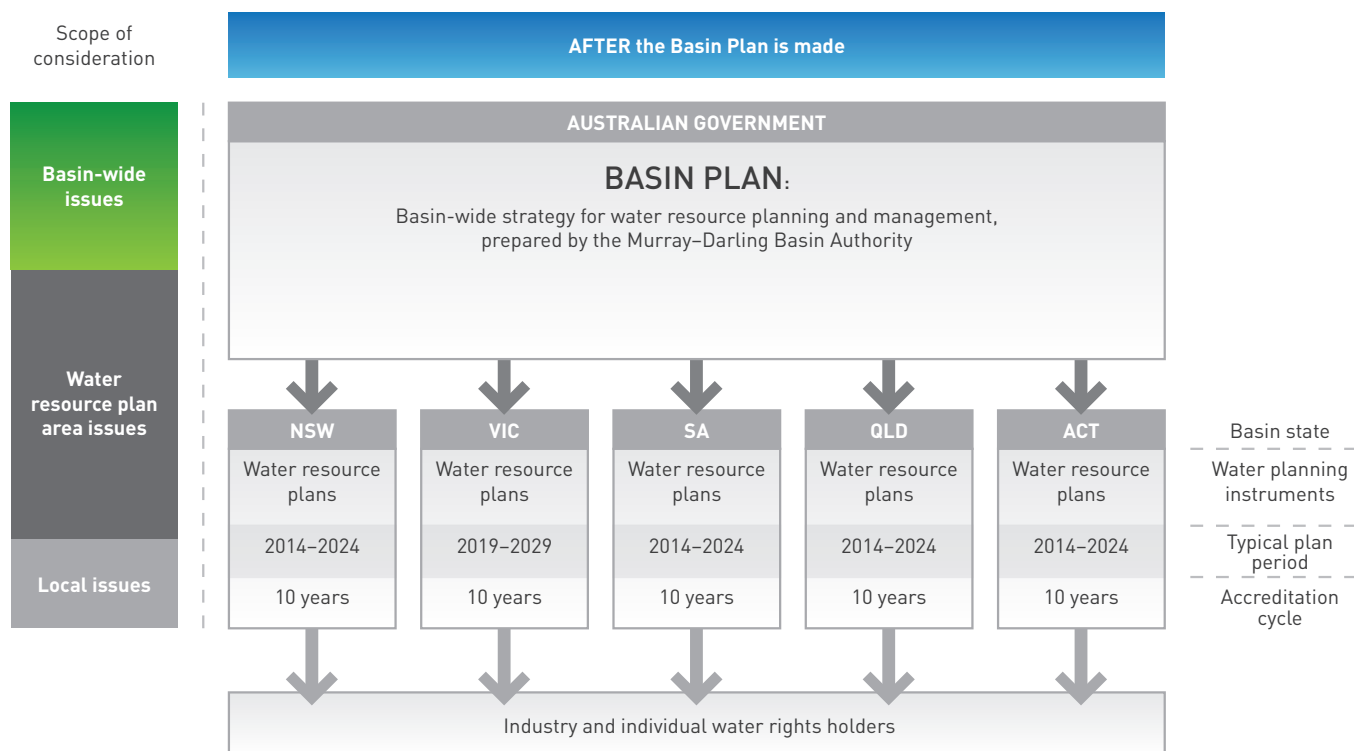 Scope of
consideration
AFTER the Basin Plan is made
Basin-wide
issues
Water
resource plan
area issues
Local issues
AUSTRALIAN GOVERNMENT
BASIN PLAN:
Basin-wide strategy for water resource planning and management,
prepared by the Murray–Darling Basin Authority
NSW
Water resource
plans
2014–2024
10 years
VIC
Water resource
plans
2019–2029
10 years
SA
Water resource
plans
2014–2024
10 years
QLD
Water resource
plans
2014–2024
10 years
ACT
Water resource
plans
2014–2024
10 years
Basin state
Water planning
instruments
Typical plan
period
Accreditation
cycle
Industry and individual water rights holders